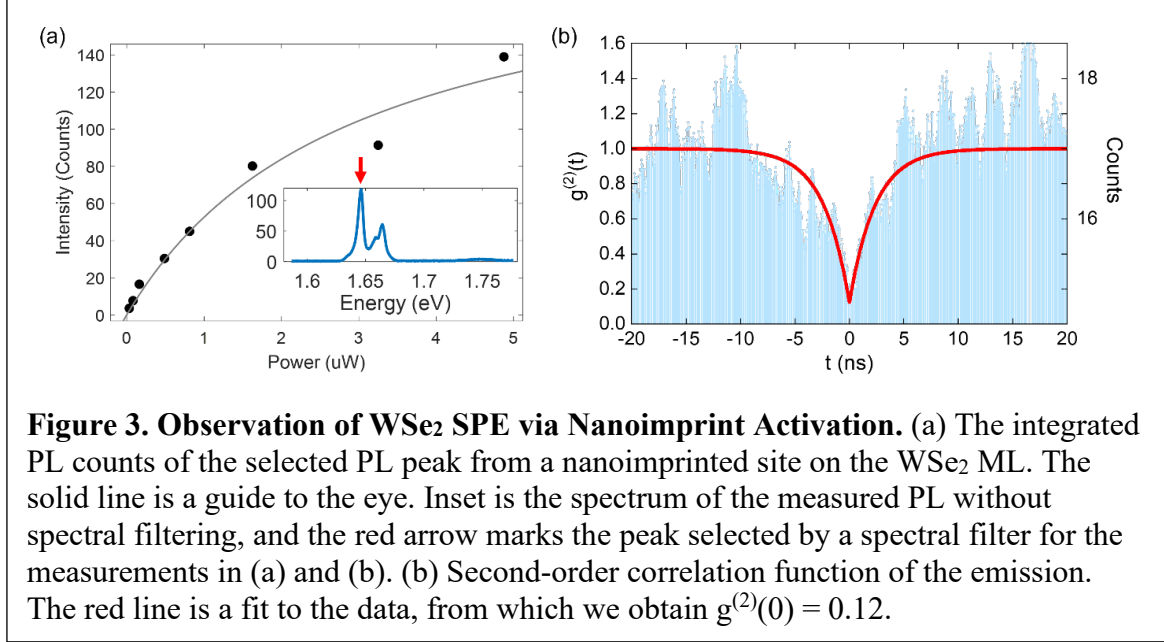 (a)
140
120
100
80
60
40
20
0
Intensity (Counts)
0 1 2 3 4 5
Power (uW)
100
50
0
1.6 1.65 1.7 1.75
Energy (eV)
(b)
1.6
1.4
1.2
1.0
0.8
0.6
0.4
0.2
0.0
g⁽²⁾(t)
-20 -15 -10 -5 0 5 10 15 20
t (ns)
18
16
Counts
Figure 3. Observation of WSe₂ SPE via Nanoimprint Activation. (a) The integrated
PL counts of the selected PL peak from a nanoimprinted site on the WSe₂ ML. The
solid line is a guide to the eye. Inset is the spectrum of the measured PL without
spectral filtering, and the red arrow marks the peak selected by a spectral filter for the
measurements in (a) and (b). (b) Second-order correlation function of the emission.
The red line is a fit to the data, from which we obtain g⁽²⁾(0) = 0.12.